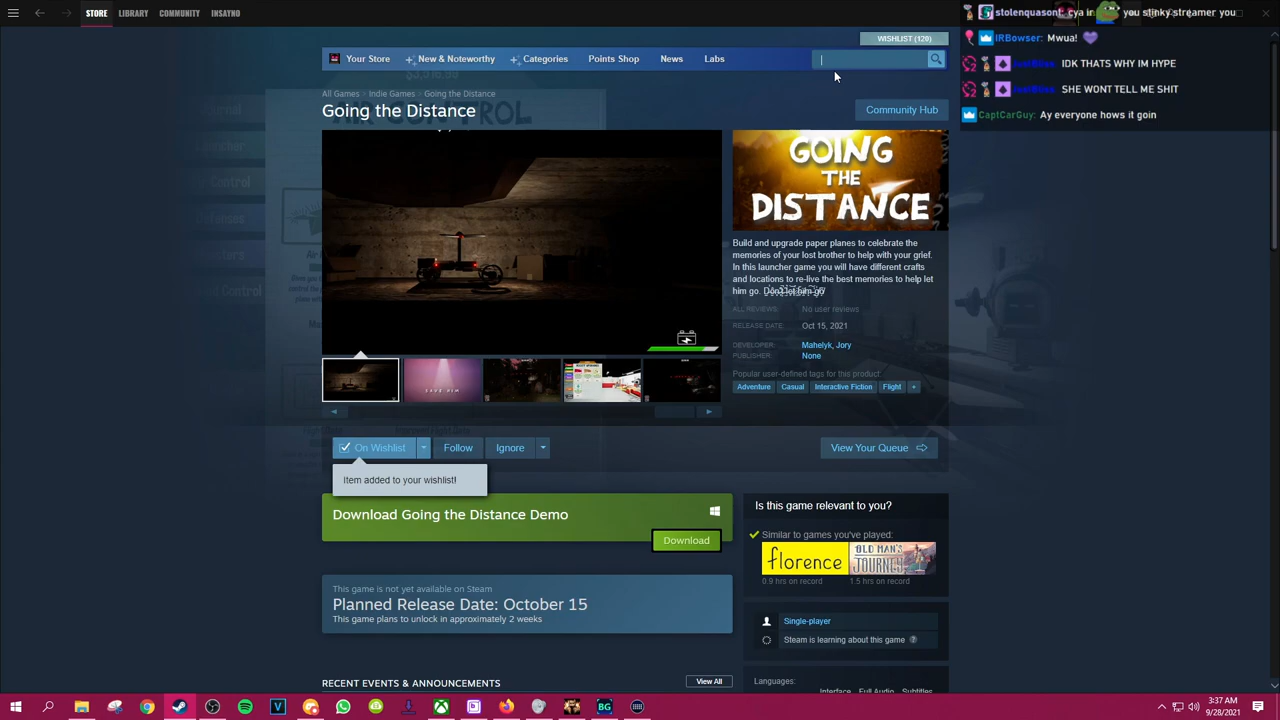 STORE LIBRARY COMMUNITY INSAYNO
WISHLIST (120)
Your Store New & Noteworthy Categories Points Shop News Labs
IRBrowser: Mwua!
IDK THATS WHY IM HYPE
SHE WONT TELL ME SHIT
CaptCarGuy: Ay everyone hows it goin
All Games > Indie Games > Going the Distance
Going the Distance
Community Hub
GOING
THE
DISTANCE
Build and upgrade paper planes to celebrate the
memories of your lost brother to help with your grief.
In this launcher game you will have different crafts
and locations to re-live the best memories to help let
him go.
ALL REVIEWS: No user reviews
RELEASE DATE: Oct 15, 2021
DEVELOPER: Mahelyk, Jory
PUBLISHER: None
Popular user-defined tags for this product:
Adventure Casual Interactive Fiction Flight +
SAVE HIM
On Wishlist Follow Ignore View Your Queue
Item added to your wishlist!
Download Going the Distance Demo
Download
Is this game relevant to you?
Similar to games you've played:
florence OLD MAN'S
JOURNEY
0.9 hrs on record 1.5 hrs on record
This game is not yet available on Steam
Planned Release Date: October 15
This game plans to unlock in approximately 2 weeks
Single-player
Steam is learning about this game ?
RECENT EVENTS & ANNOUNCEMENTS View All
Languages:
Interface Full Audio Subtitles
3:37 AM
9/28/2021